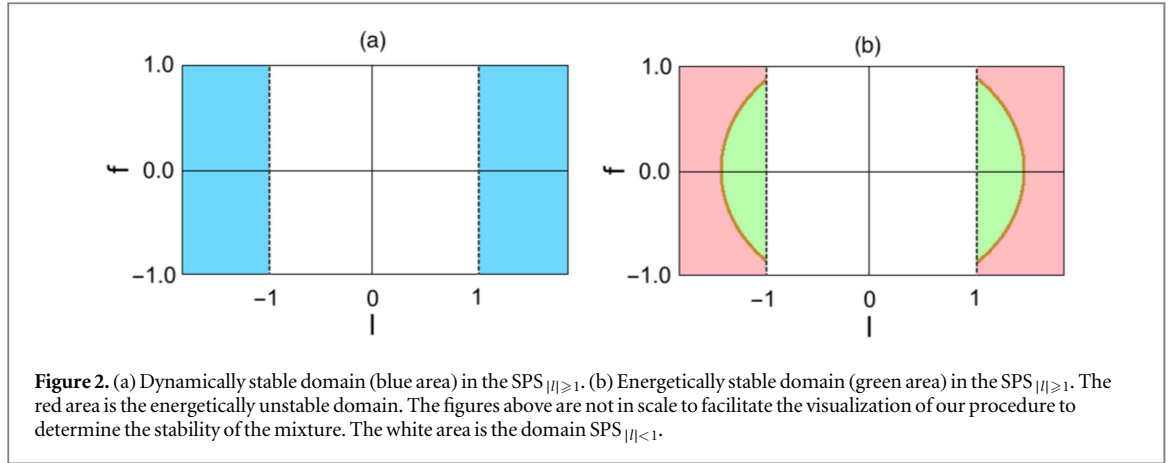 (a)
1.0
f 0.0
−1.0
−1 0 1
l
(b)
1.0
f 0.0
−1.0
−1 0 1
l
Figure 2. (a) Dynamically stable domain (blue area) in the SPS|l|⩾1. (b) Energetically stable domain (green area) in the SPS|l|⩾1. The
red area is the energetically unstable domain. The figures above are not in scale to facilitate the visualization of our procedure to
determine the stability of the mixture. The white area is the domain SPS|l|<1.